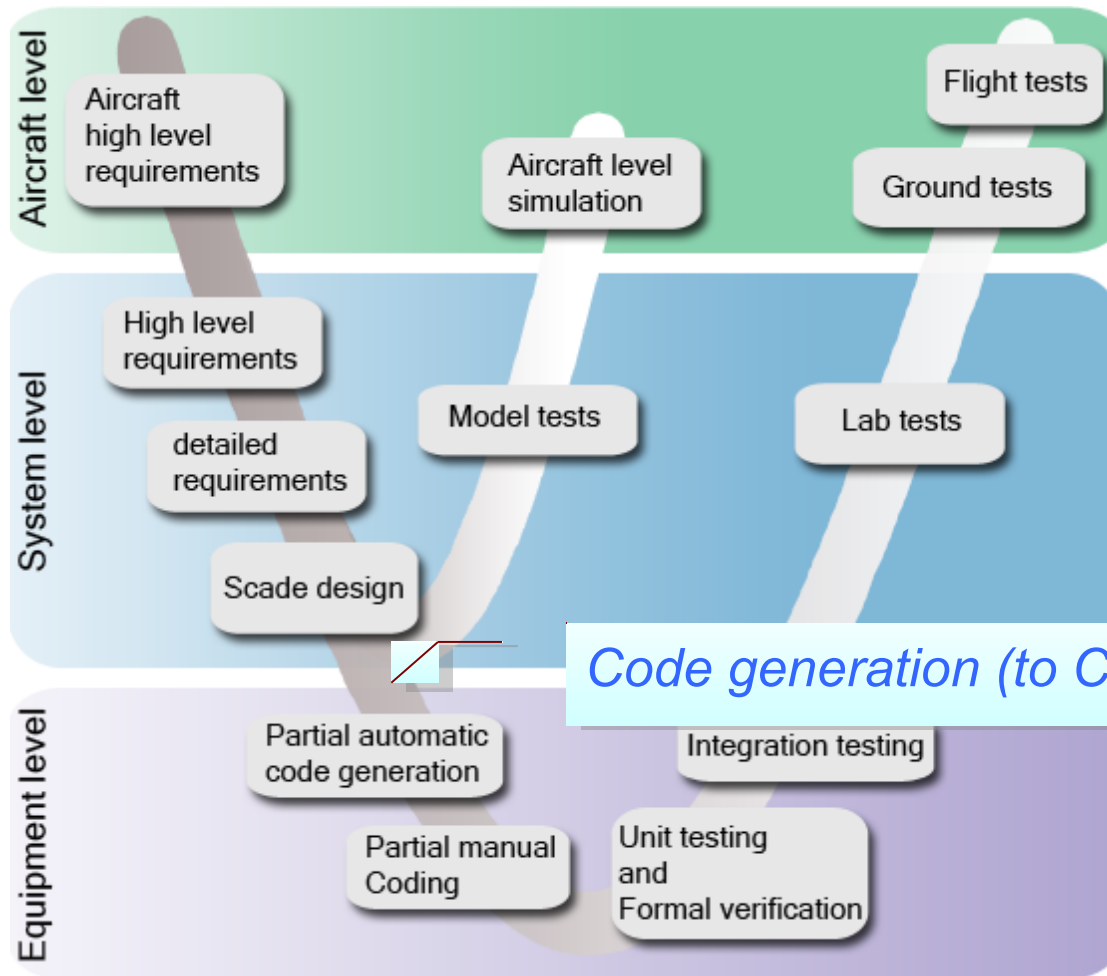 Aircraft level
Aircraft
high level
requirements
Aircraft level
simulation
Flight tests
Ground tests
System level
High level
requirements
detailed
requirements
Scade design
Model tests
Lab tests
Code generation (to C
Equipment level
Partial automatic
code generation
Partial manual
Coding
Integration testing
Unit testing
and
Formal verification